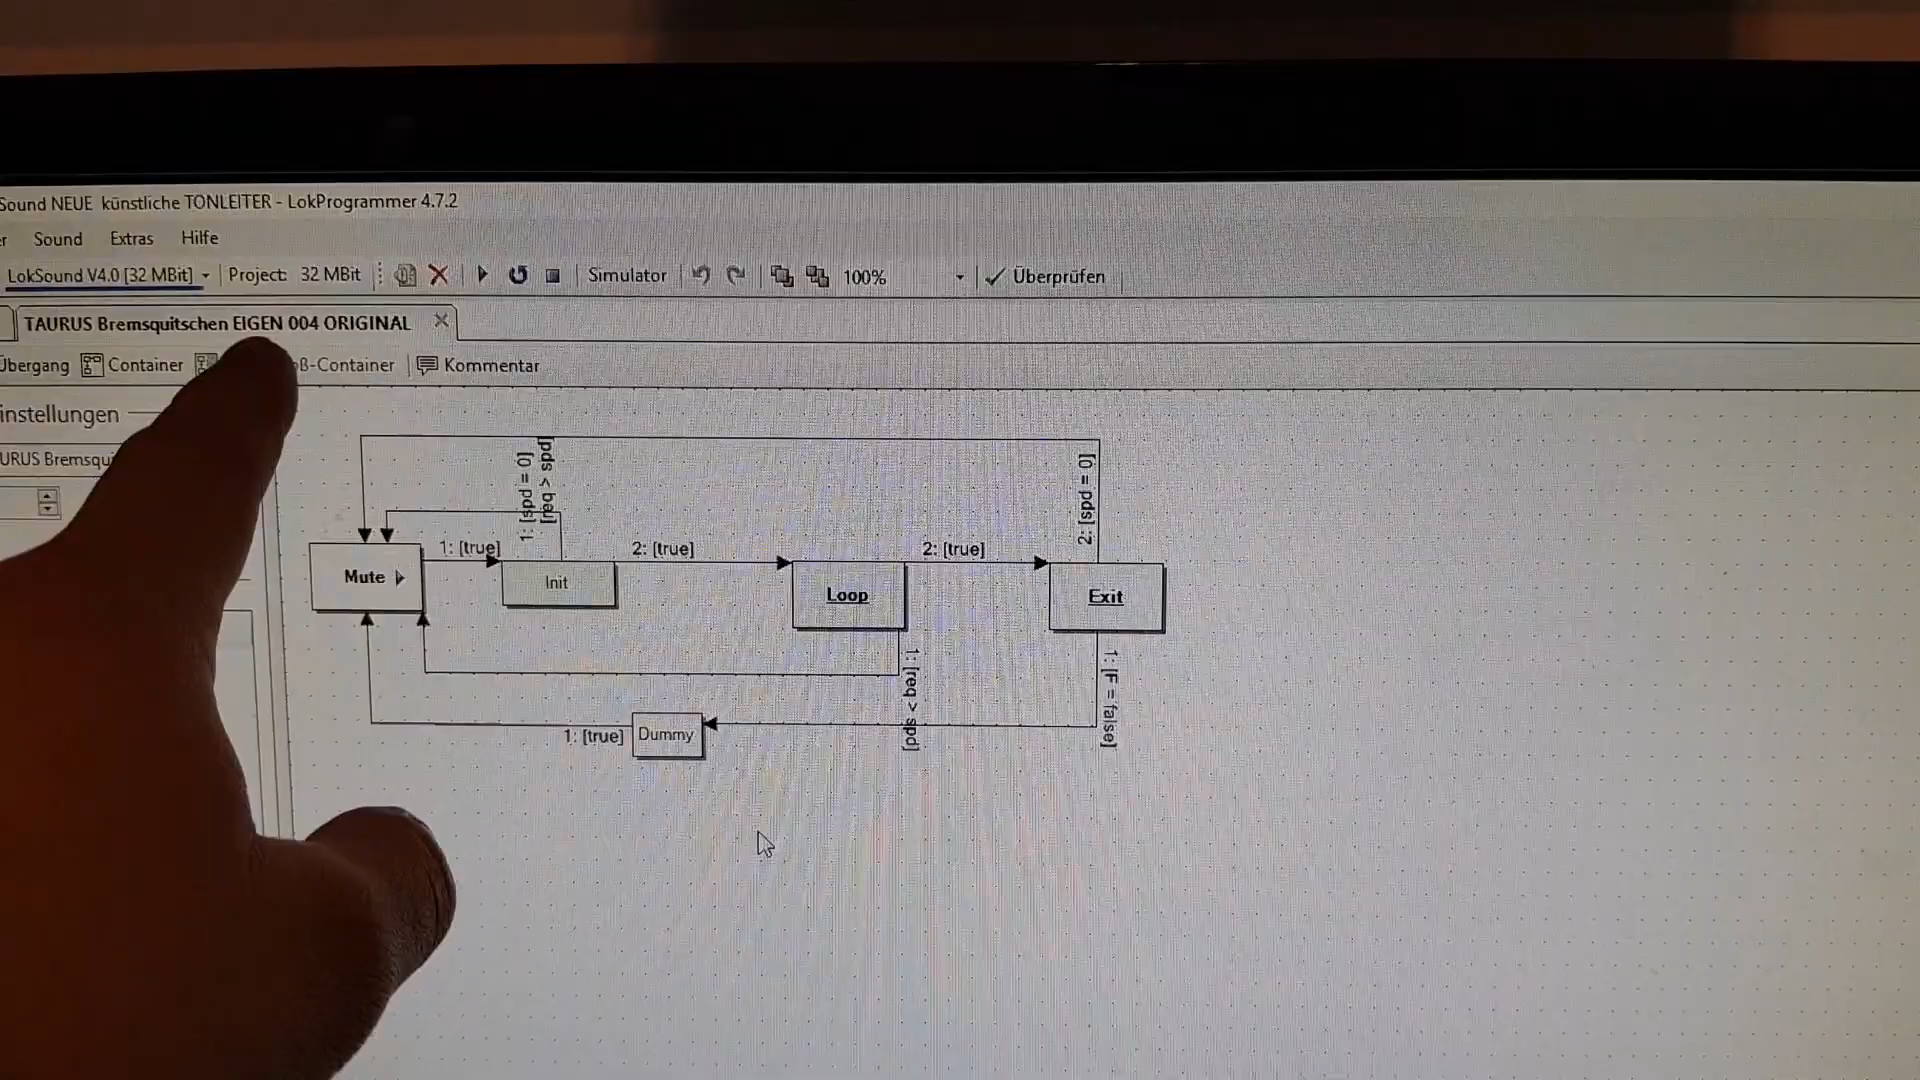 Sound NEUE künstliche TONLEITER - LokProgrammer 4.7.2
Sound Extras Hilfe
LokSound V4.0 [32 MBit] Project: 32 MBit Simulator 100% Überprüfen
TAURUS Bremsquitschen EIGEN 004 ORIGINAL
Übergang Container ß-Container Kommentar
instellungen
URUS Bremsqu
1: [spd = 0]
[req > spd]
2: [spd = 0]
1: [true]
2: [true]
2: [true]
Mute
Init
Loop
Exit
1: [req > spd]
1: [F = false]
1: [true]
Dummy